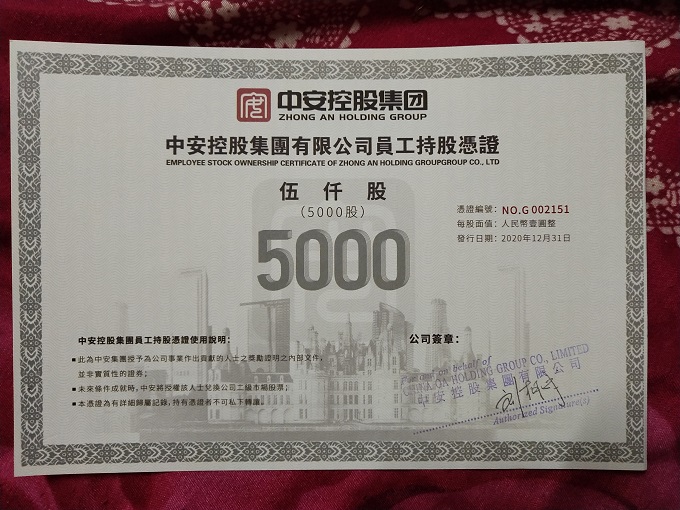 中安控股集团
ZHONG AN HOLDING GROUP
中安控股集團有限公司員工持股憑證
EMPLOYEE STOCK OWNERSHIP CERTIFICATE OF ZHONG AN HOLDING GROUPGROUP CO., LTD
伍仟股
(5000股)
5000
憑證編號: NO.G 002151
每股面值: 人民幣壹圓整
發行日期: 2020年12月31日
中安控股集團員工持股憑證使用說明:
■此為中安集團授予為公司事業作出貢獻的人士之獎勵證明之內部文件,
並非實質性的證券;
■未來條件成就時,中安將授權該人士兌換公司二級市場股票;
■本憑證為有詳細歸屬記錄,持有憑證者不可私下轉讓。
公司簽章:
For and on Behalf of
HOLDING GROUP CO., LIMITED
中安控股集團有限公司
Authorized Signature(s)